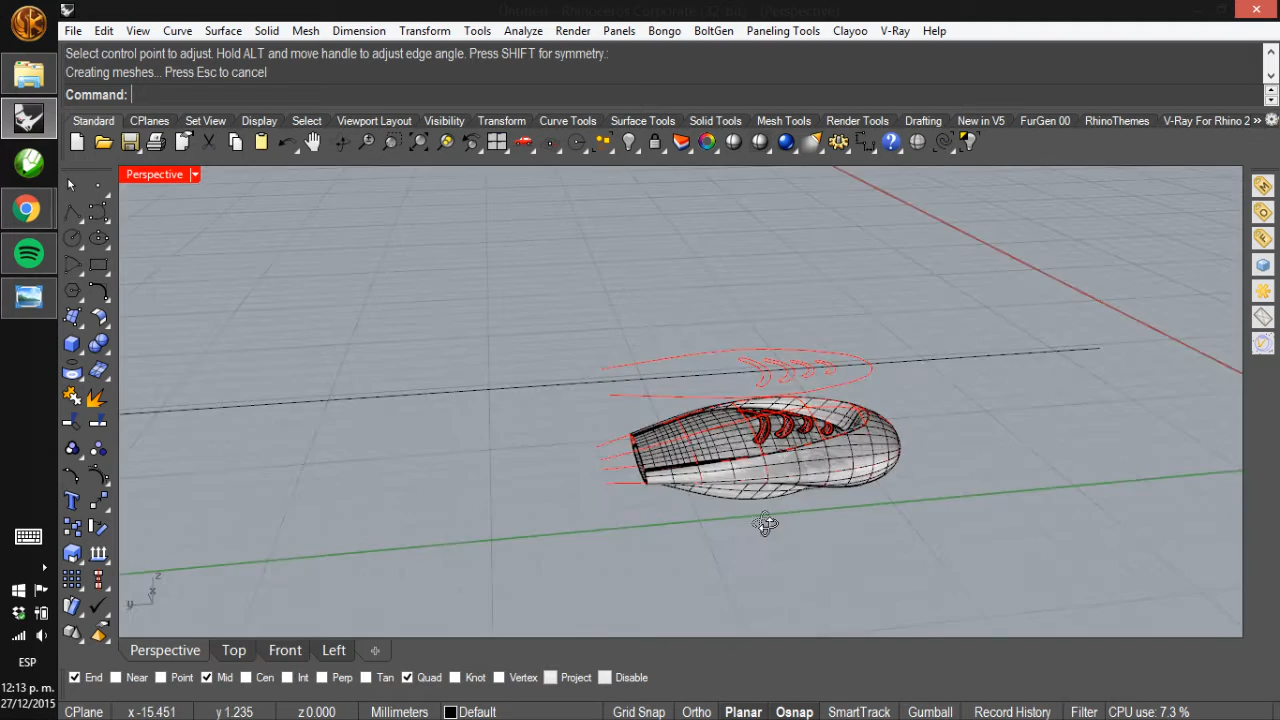 Untitled - Rhinoceros Corporate (32-bit) - [Perspective]
File Edit View Curve Surface Solid Mesh Dimension Transform Tools Analyze Render Panels Bongo BoltGen Paneling Tools Clayoo V-Ray Help
Select control point to adjust. Hold ALT and move handle to adjust edge angle. Press SHIFT for symmetry.:
Creating meshes... Press Esc to cancel
Command:
Standard CPlanes Set View Display Select Viewport Layout Visibility Transform Curve Tools Surface Tools Solid Tools Mesh Tools Render Tools Drafting New in V5 FurGen 00 RhinoThemes V-Ray For Rhino 2 »
Perspective
z
y x
Perspective Top Front Left
End Near Point Mid Cen Int Perp Tan Quad Knot Vertex Project Disable
CPlane x -15.451 y 1.235 z 0.000 Millimeters Default Grid Snap Ortho Planar Osnap SmartTrack Gumball Record History Filter CPU use: 7.3 %
ESP
12:13 p. m.
27/12/2015